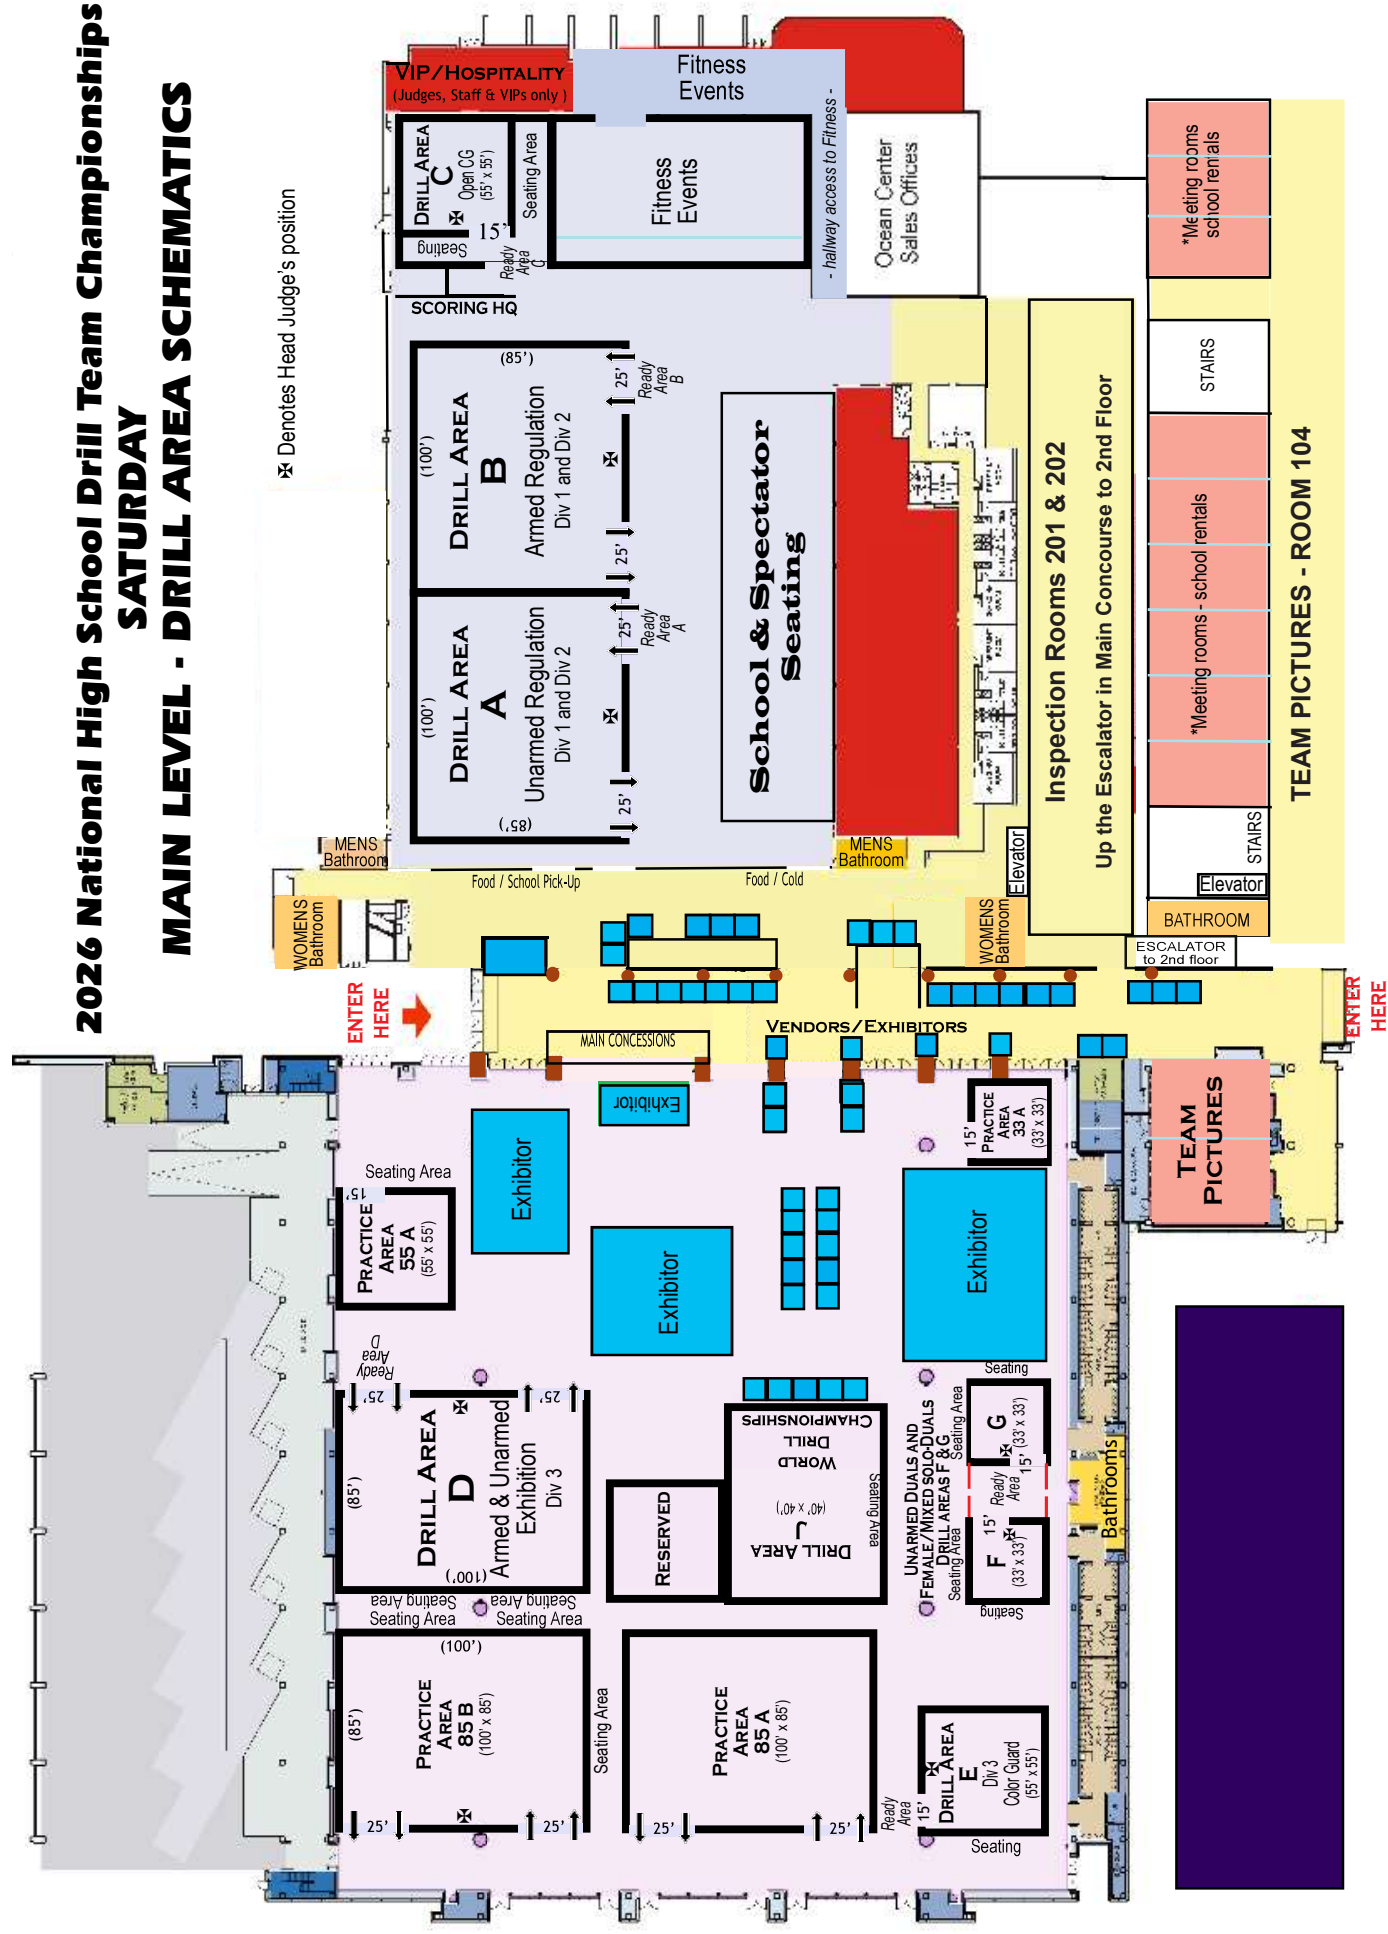 2026 National High School Drill Team Championships
SATURDAY
MAIN LEVEL - DRILL AREA SCHEMATICS
✠ Denotes Head Judge's position
VIP/HOSPITALITY
(Judges, Staff & VIPs only )
Fitness
Events
DRILL AREA
C
Open CG
(55' x 55')
✠
Seating Area
Seating
15'
Ready
Area
C
Fitness
Events
- hallway access to Fitness -
Ocean Center
Sales Offices
*Meeting rooms
school rentals
SCORING HQ
(85')
(100')
DRILL AREA
B
Armed Regulation
Div 1 and Div 2
25'
Ready
Area
B
✠
25'
(100')
DRILL AREA
A
Unarmed Regulation
Div 1 and Div 2
(85')
25'
Ready
Area
A
✠
25'
School & Spectator
Seating
Inspection Rooms 201 & 202
Up the Escalator in Main Concourse to 2nd Floor
STAIRS
*Meeting rooms - school rentals
TEAM PICTURES - ROOM 104
STAIRS
Elevator
Elevator
BATHROOM
ESCALATOR
to 2nd floor
MENS
Bathroom
MENS
Bathroom
Food / School Pick-Up
Food / Cold
WOMENS
Bathroom
WOMENS
Bathroom
ENTER
HERE
ENTER
HERE
MAIN CONCESSIONS
VENDORS/EXHIBITORS
Exhibitor
Exhibitor
Exhibitor
Exhibitor
15'
PRACTICE
AREA
33 A
(33' x 33')
TEAM
PICTURES
Seating Area
15'
PRACTICE
AREA
55 A
(55' x 55')
Ready
Area
D
25'
25'
(85')
DRILL AREA
D
✠
Armed & Unarmed
Exhibition
Div 3
(100')
Seating Area
Seating Area
Seating Area
Seating Area
RESERVED
WORLD
DRILL
CHAMPIONSHIPS
DRILL AREA
J
(40' x 40')
Seating Area
UNARMED DUALS AND
FEMALE/MIXED SOLO-DUALS
DRILL AREAS F & G
Seating
Seating Area
G
(33' x 33')
✠
15'
Ready
Area
15'
✠
F
(33' x 33')
Seating Area
Seating
Bathrooms
(100')
(85')
PRACTICE
AREA
85 B
(100' x 85')
25'
✠
25'
Seating Area
PRACTICE
AREA
85 A
(100' x 85')
25'
25'
Ready
Area
15'
✠
DRILL AREA
E
Div 3
Color Guard
(55' x 55')
Seating